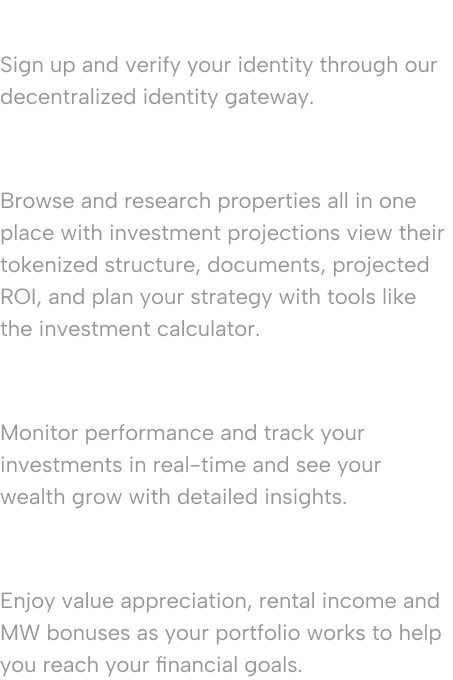 Sign up and verify your identity through our
decentralized identity gateway.
Browse and research properties all in one
place with investment projections view their
tokenized structure, documents, projected
ROI, and plan your strategy with tools like
the investment calculator.
Monitor performance and track your
investments in real-time and see your
wealth grow with detailed insights.
Enjoy value appreciation, rental income and
MW bonuses as your portfolio works to help
you reach your financial goals.